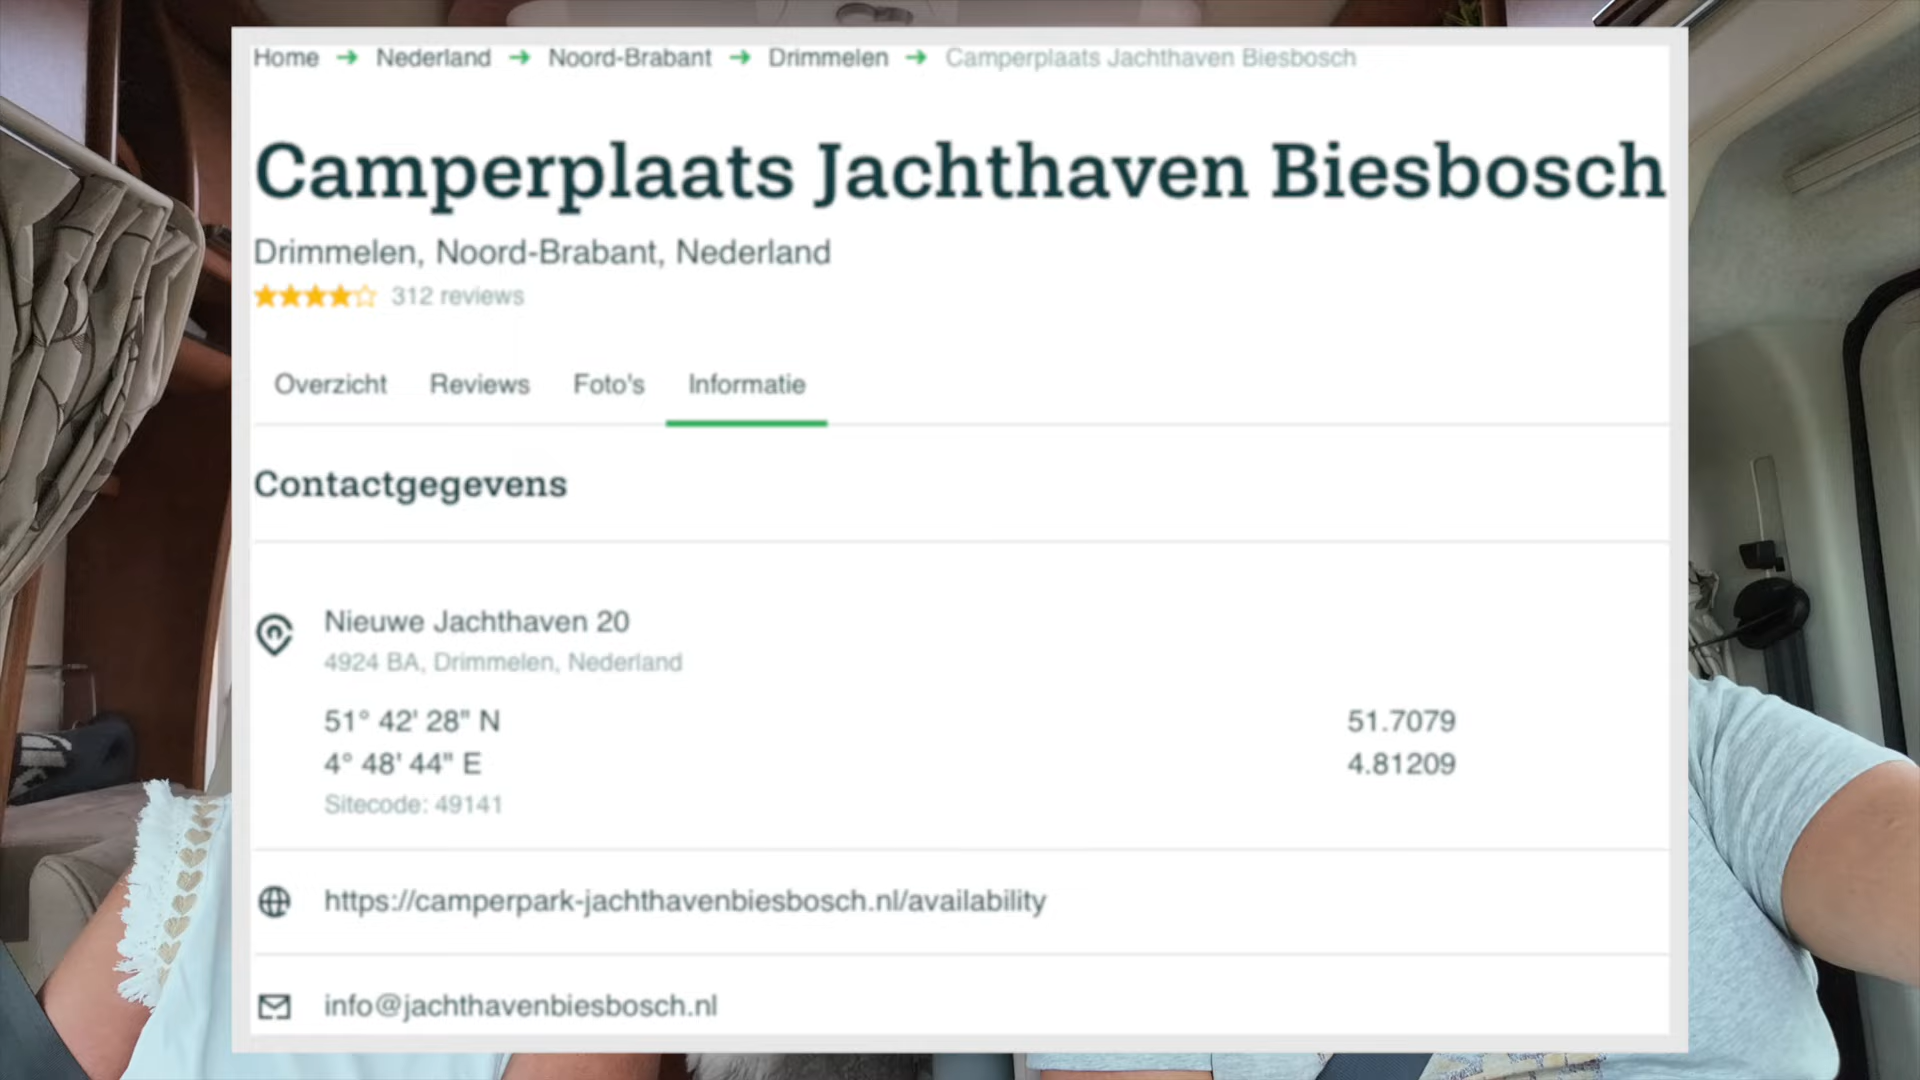 Home → Nederland → Noord-Brabant → Drimmelen → Camperplaats Jachthaven Biesbosch
Camperplaats Jachthaven Biesbosch
Drimmelen, Noord-Brabant, Nederland
312 reviews
Overzicht Reviews Foto's Informatie
Contactgegevens
Nieuwe Jachthaven 20
4924 BA, Drimmelen, Nederland
51° 42' 28" N 51.7079
4° 48' 44" E 4.81209
Sitecode: 49141
https://camperpark-jachthavenbiesbosch.nl/availability
info@jachthavenbiesbosch.nl